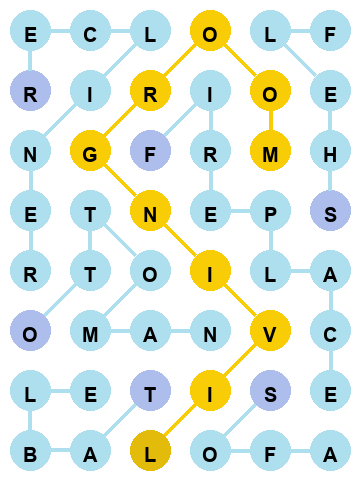 E C L O L F
R I R I O E
N G F R M H
E T N E P S
R T O I L A
O M A N V C
L E T I S E
B A L O F A